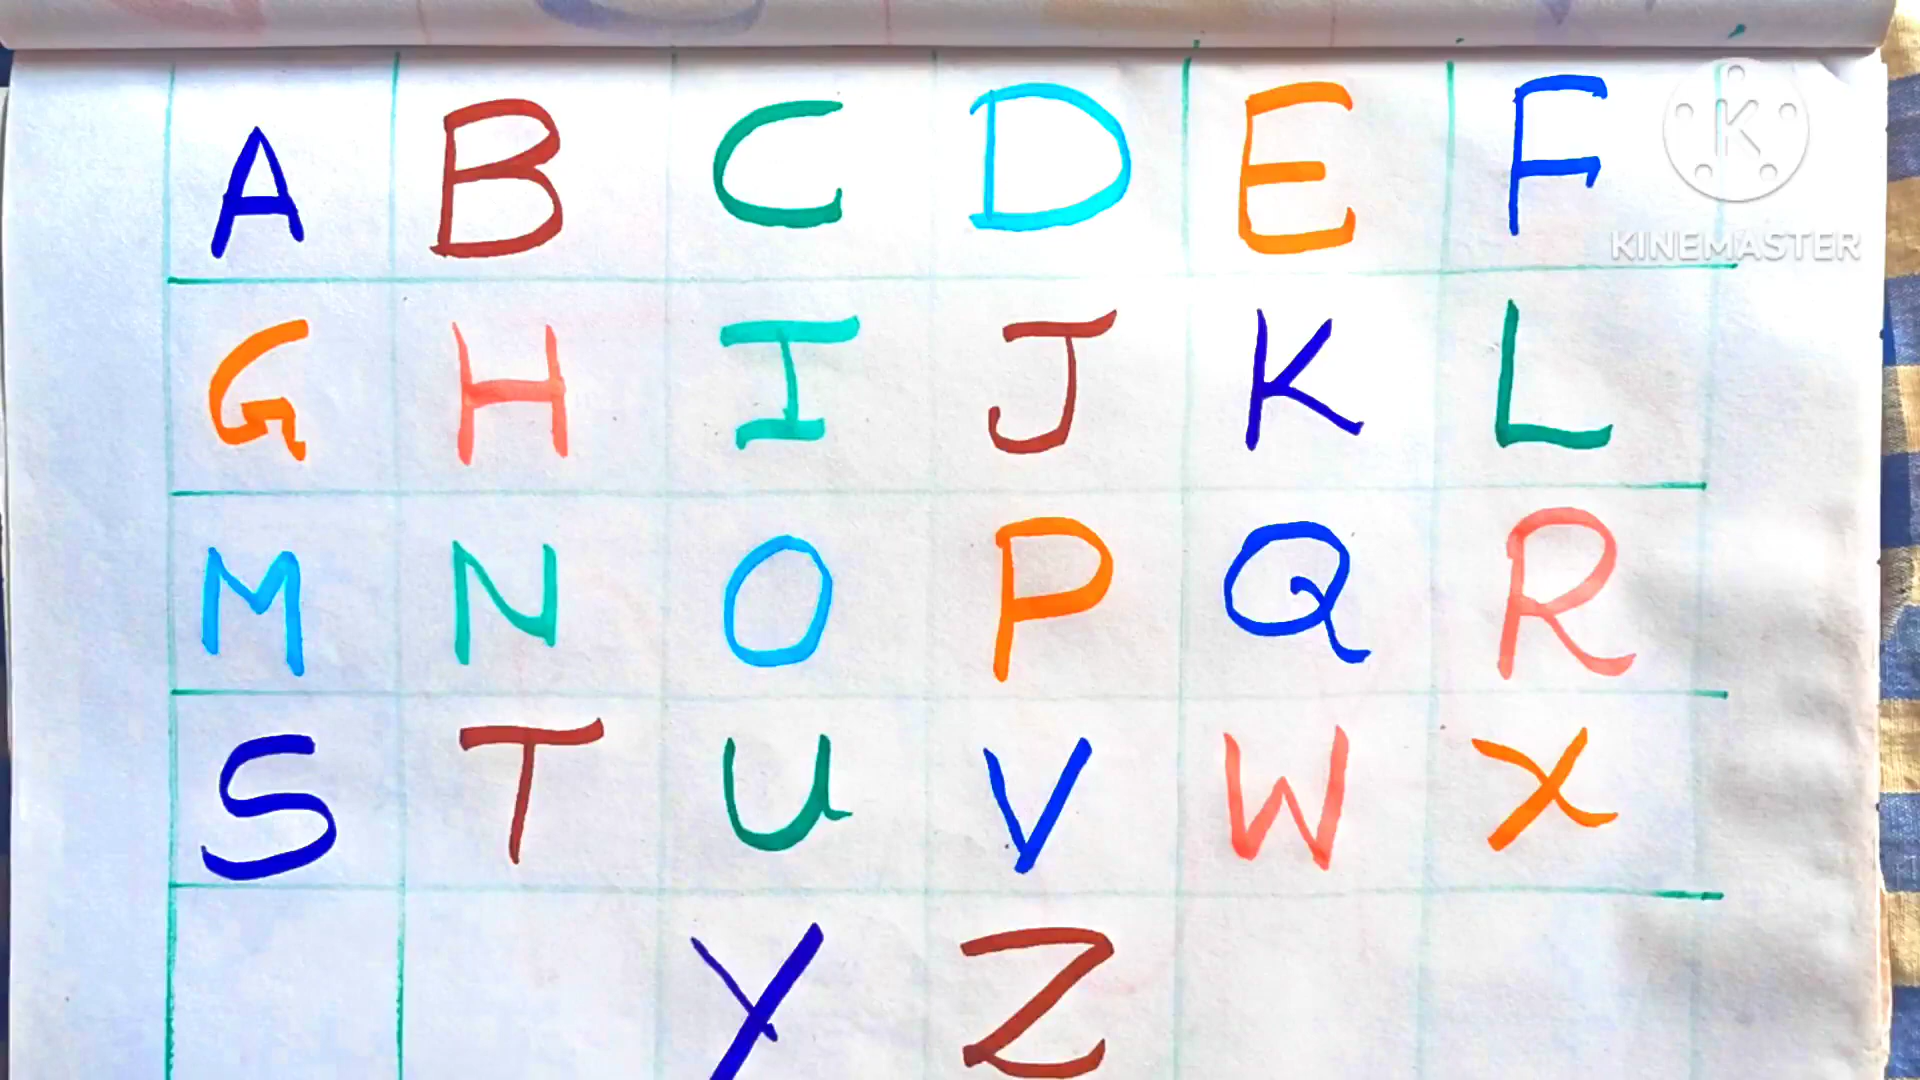 A B C D E F
K
KINEMASTER
G H I J K L
M N O P Q R
S T U V W X
Y Z